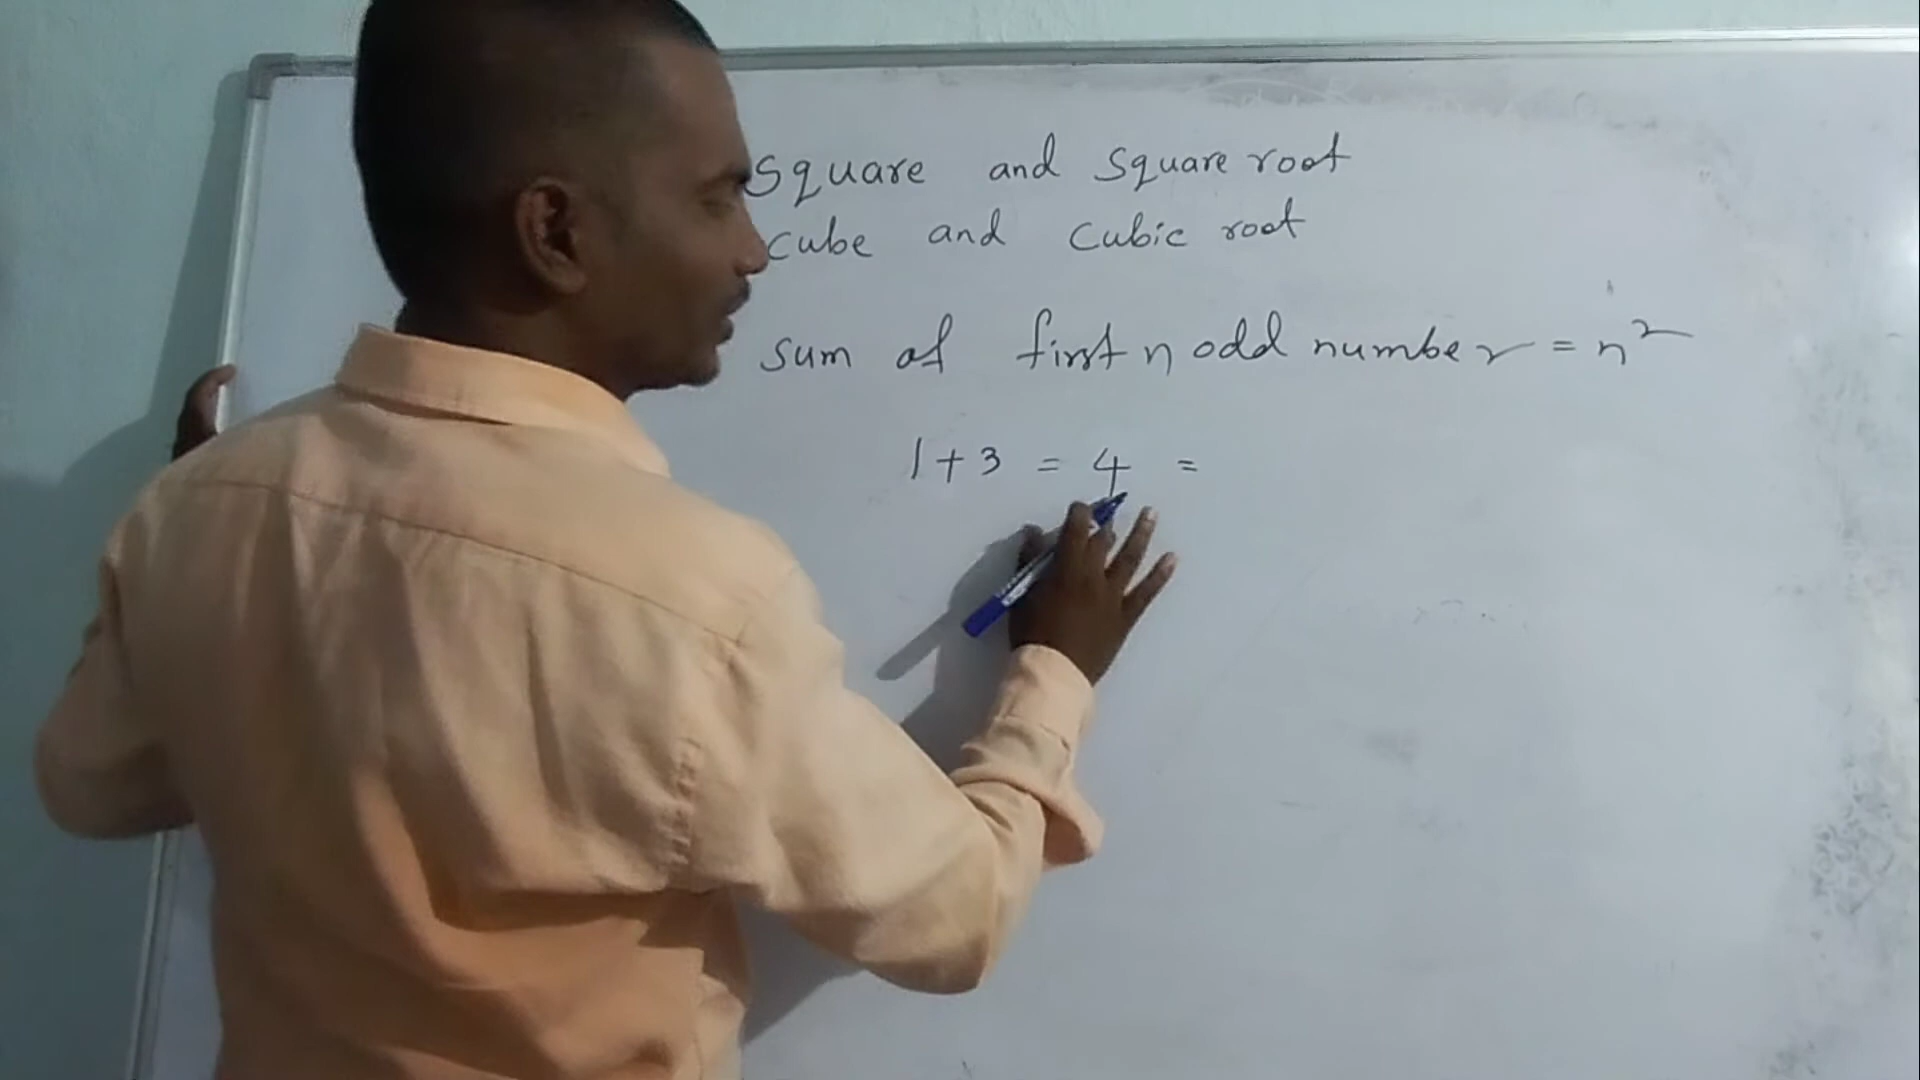 Square and Square root
Cube and Cubic root
Sum of first n odd number = n²
1 + 3 = 4 =